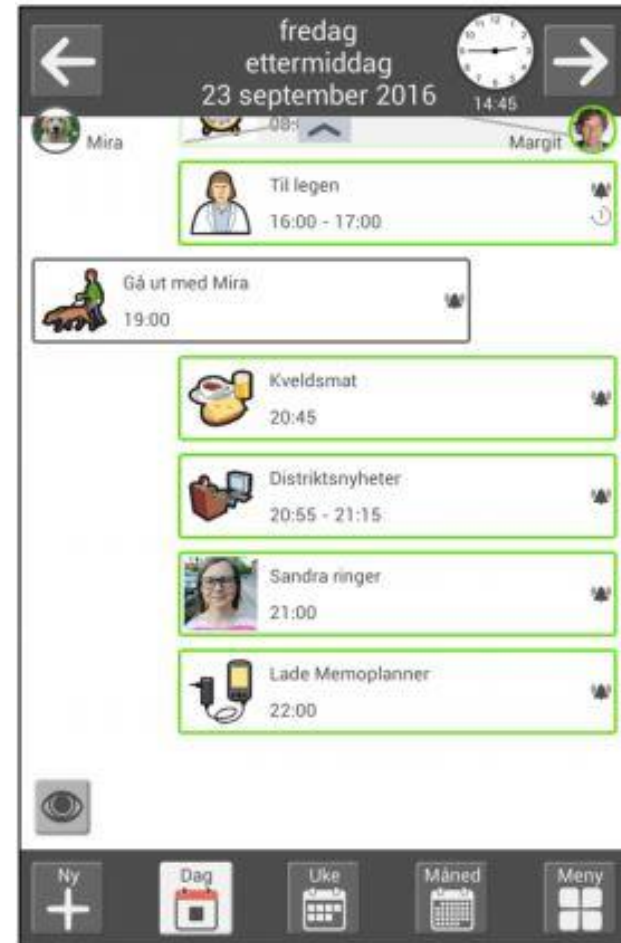 fredag
ettermiddag
23 september 2016
14:45
Mira
Margit
Til legen
16:00 - 17:00
Gå ut med Mira
19:00
Kveldsmat
20:45
Distriktsnyheter
20:55 - 21:15
Sandra ringer
21:00
Lade Memoplanner
22:00
Ny
Dag
Uke
Måned
Meny